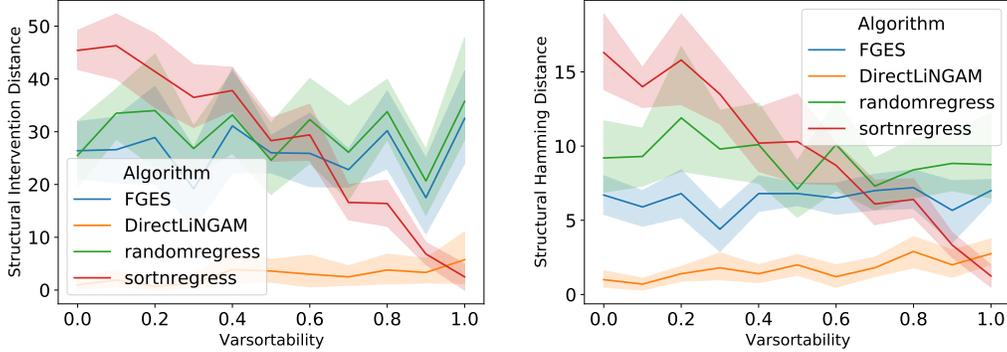 Structural Intervention Distance
50
40
30
20
10
0
0.0 0.2 0.4 0.6 0.8 1.0
Varsortability
Algorithm
FGES
DirectLiNGAM
randomregress
sortnregress
Structural Hamming Distance
15
10
5
0
0.0 0.2 0.4 0.6 0.8 1.0
Varsortability
Algorithm
FGES
DirectLiNGAM
randomregress
sortnregress